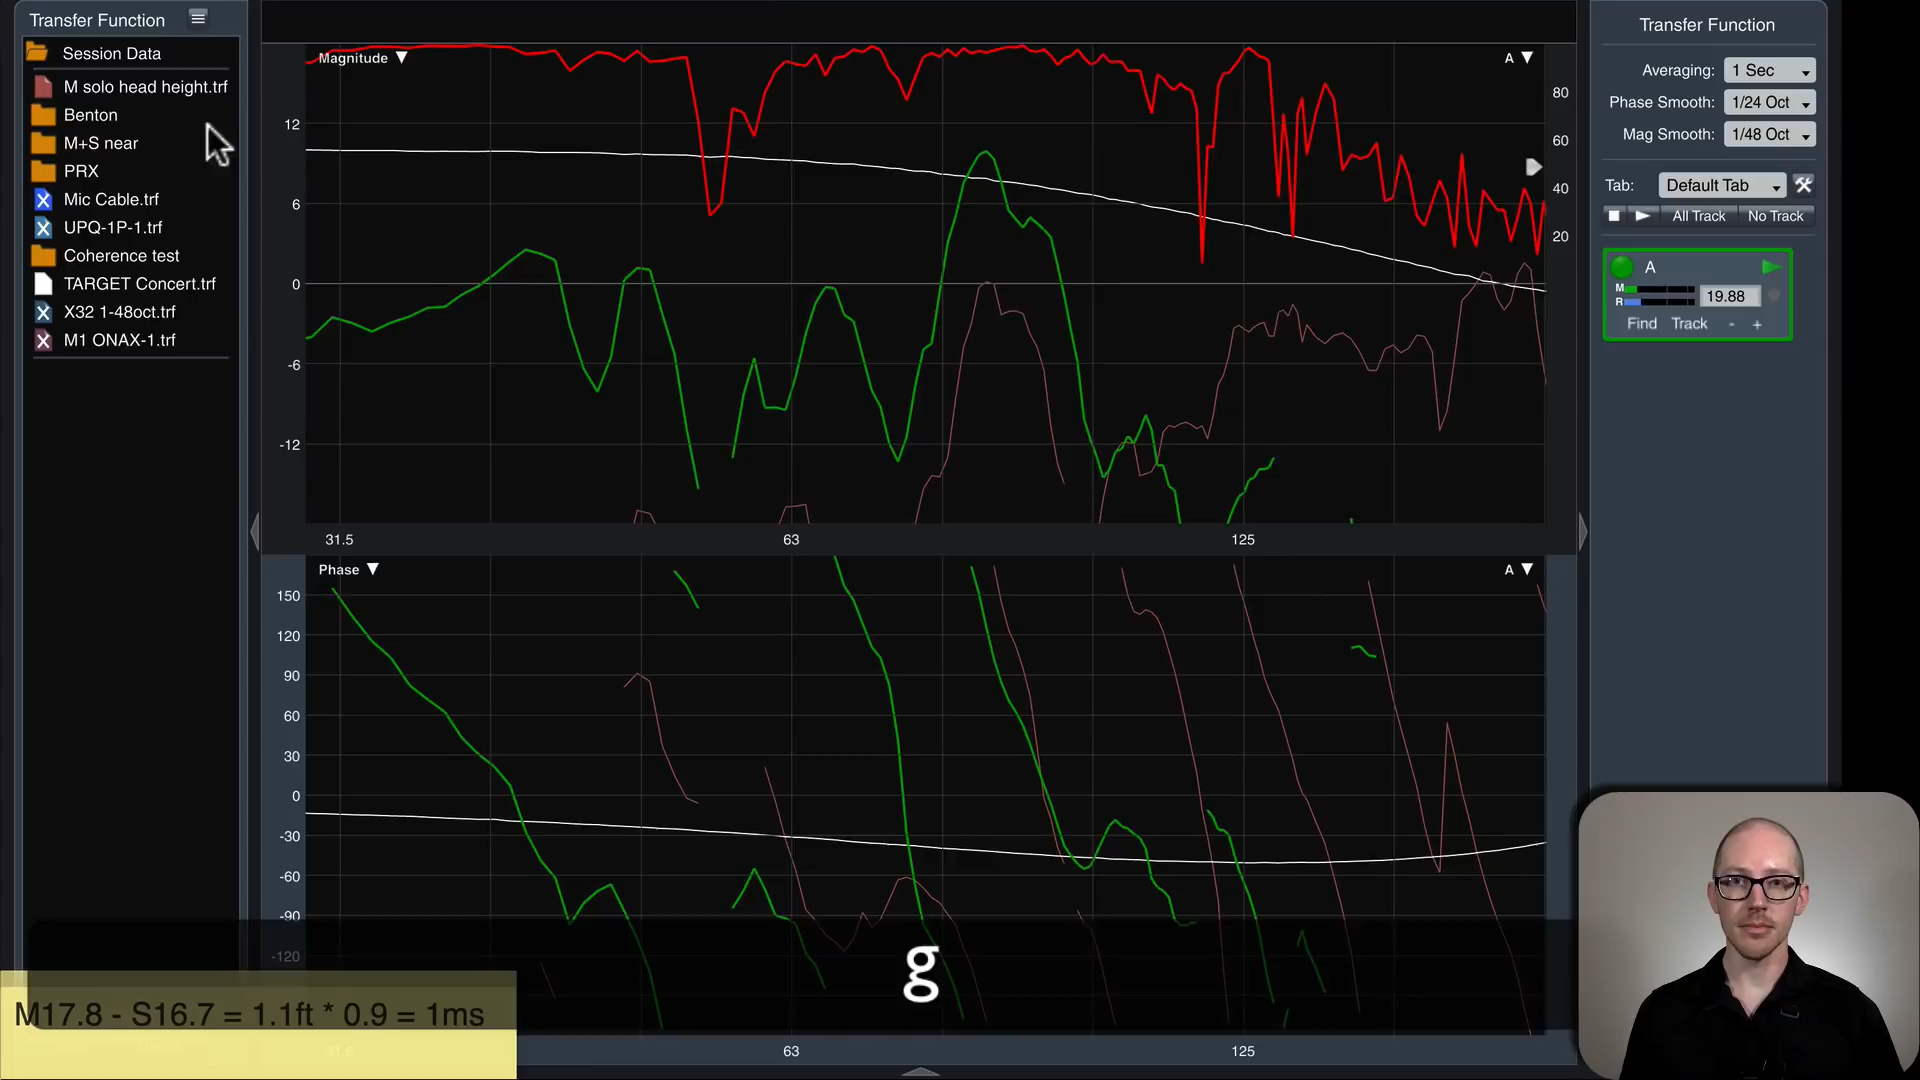 Transfer Function
Session Data
M solo head height.trf
Benton
M+S near
PRX
Mic Cable.trf
UPQ-1P-1.trf
Coherence test
TARGET Concert.trf
X32 1-48oct.trf
M1 ONAX-1.trf
Magnitude
A
12
6
0
-6
-12
80
60
40
20
31.5
63
125
Phase
A
150
120
90
60
30
0
-30
-60
-90
-120
31.5
63
125
g
M17.8 - S16.7 = 1.1ft * 0.9 = 1ms
Transfer Function
Averaging: 1 Sec
Phase Smooth: 1/24 Oct
Mag Smooth: 1/48 Oct
Tab: Default Tab
All Track No Track
A
M
R
19.88
Find Track - +